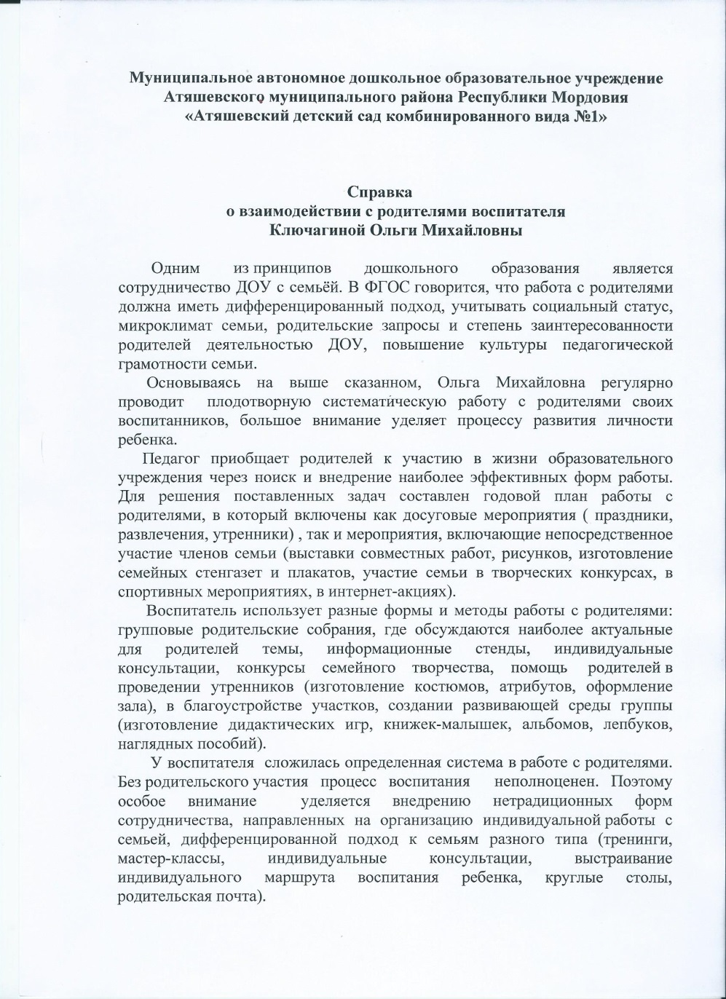 Муниципальное автономное дошкольное образовательное учреждение
Атяшевского муниципального района Республики Мордовия
«Атяшевский детский сад комбинированного вида №1»
Справка
о взаимодействии с родителями воспитателя
Ключагиной Ольги Михайловны
Одним из принципов дошкольного образования является
сотрудничество ДОУ с семьёй. В ФГОС говорится, что работа с родителями
должна иметь дифференцированный подход, учитывать социальный статус,
микроклимат семьи, родительские запросы и степень заинтересованности
родителей деятельностью ДОУ, повышение культуры педагогической
грамотности семьи.
Основываясь на выше сказанном, Ольга Михайловна регулярно
проводит плодотворную систематическую работу с родителями своих
воспитанников, большое внимание уделяет процессу развития личности
ребенка.
Педагог приобщает родителей к участию в жизни образовательного
учреждения через поиск и внедрение наиболее эффективных форм работы.
Для решения поставленных задач составлен годовой план работы с
родителями, в который включены как досуговые мероприятия ( праздники,
развлечения, утренники) , так и мероприятия, включающие непосредственное
участие членов семьи (выставки совместных работ, рисунков, изготовление
семейных стенгазет и плакатов, участие семьи в творческих конкурсах, в
спортивных мероприятиях, в интернет-акциях).
Воспитатель использует разные формы и методы работы с родителями:
групповые родительские собрания, где обсуждаются наиболее актуальные
для родителей темы, информационные стенды, индивидуальные
консультации, конкурсы семейного творчества, помощь родителей в
проведении утренников (изготовление костюмов, атрибутов, оформление
зала), в благоустройстве участков, создании развивающей среды группы
(изготовление дидактических игр, книжек-малышек, альбомов, лепбуков,
наглядных пособий).
У воспитателя сложилась определенная система в работе с родителями.
Без родительского участия процесс воспитания неполноценен. Поэтому
особое внимание уделяется внедрению нетрадиционных форм
сотрудничества, направленных на организацию индивидуальной работы с
семьей, дифференцированной подход к семьям разного типа (тренинги,
мастер-классы, индивидуальные консультации, выстраивание
индивидуального маршрута воспитания ребенка, круглые столы,
родительская почта).